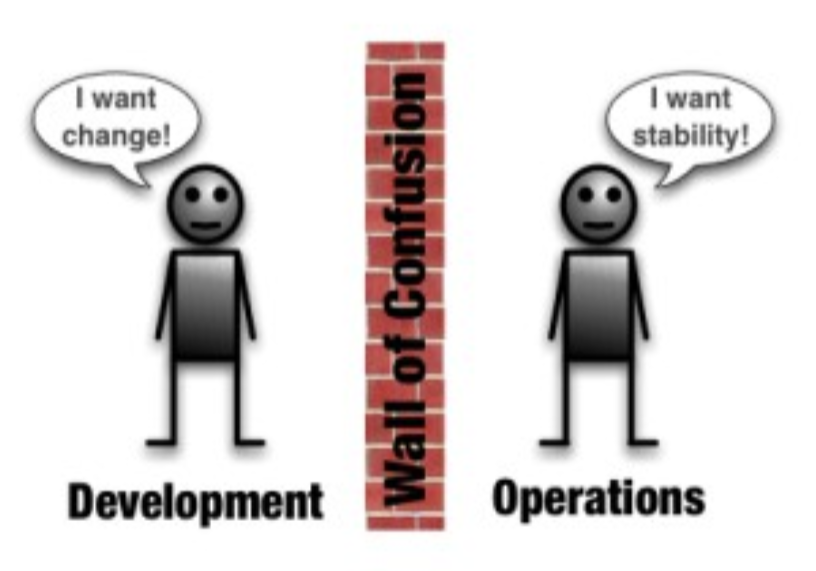 I want
change!
Wall of Confusion
I want
stability!
Development
Operations